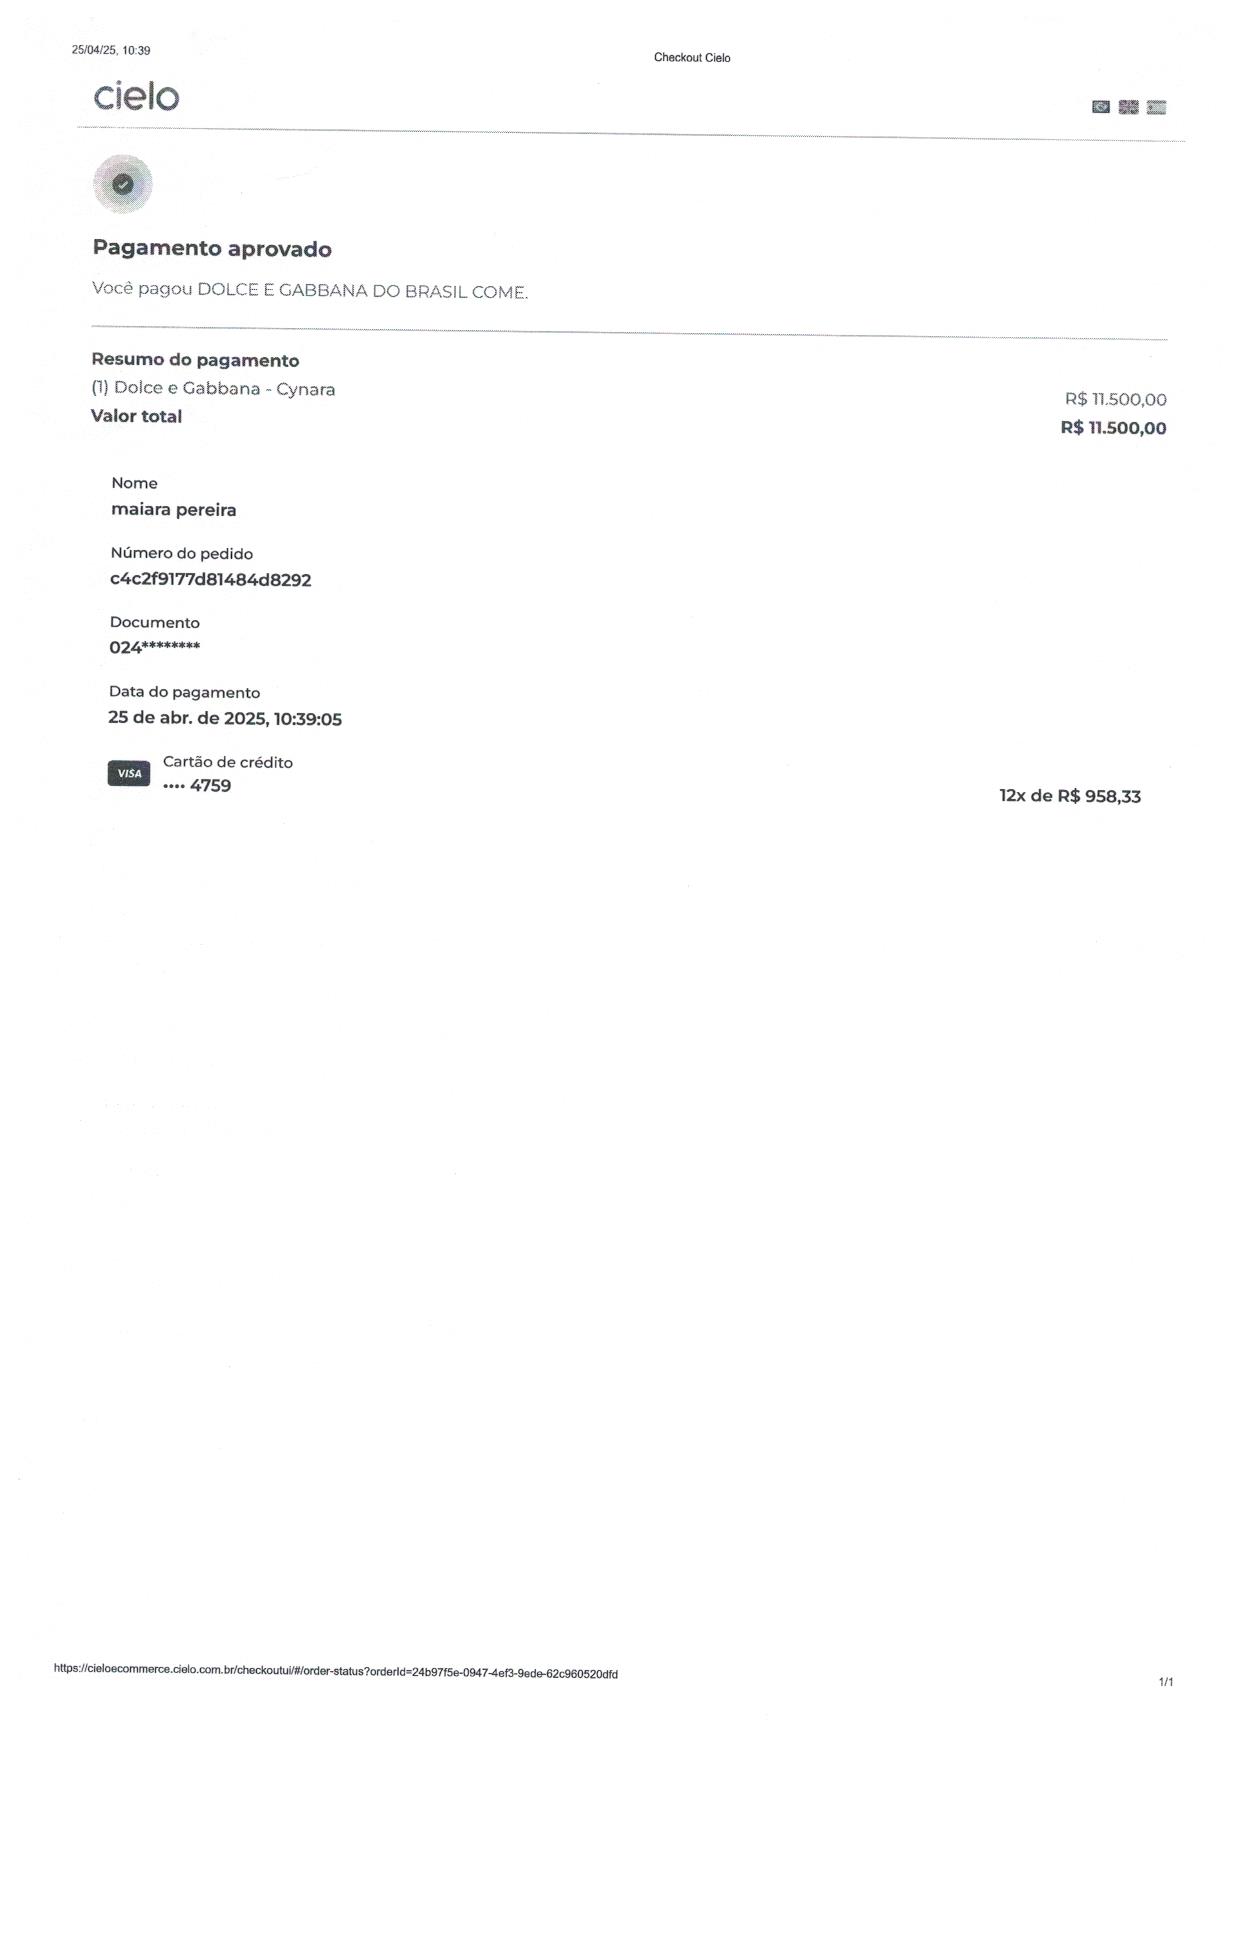 25/04/25, 10:39
Checkout Cielo
cielo
Pagamento aprovado
Você pagou DOLCE E GABBANA DO BRASIL COME.
Resumo do pagamento
(1) Dolce e Gabbana - Cynara R$ 11.500,00
Valor total R$ 11.500,00
Nome
maiara pereira
Número do pedido
c4c2f9177d81484d8292
Documento
024********
Data do pagamento
25 de abr. de 2025, 10:39:05
VISA
Cartão de crédito
•••• 4759
12x de R$ 958,33
https://cieloecommerce.cielo.com.br/checkoutui/#/order-status?orderId=24b97f5e-0947-4ef3-9ede-62c960520dfd
1/1